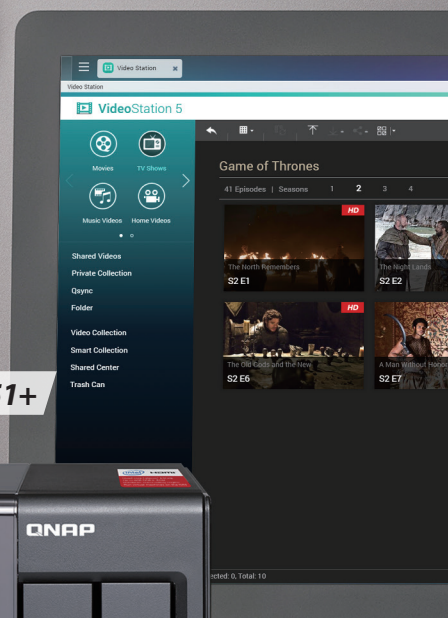 Video Station
Video Station
VideoStation 5
Movies
TV Shows
Music Videos
Home Videos
Game of Thrones
41 Episodes | Seasons 1 2 3 4
HD
The North Remembers
S2 E1
The Night Lands
S2 E2
HD
The Old Gods and the New
S2 E6
A Man Without Honor
S2 E7
Shared Videos
Private Collection
Qsync
Folder
Video Collection
Smart Collection
Shared Center
Trash Can
1+
intel
HDMI
QNAP
ected: 0, Total: 10